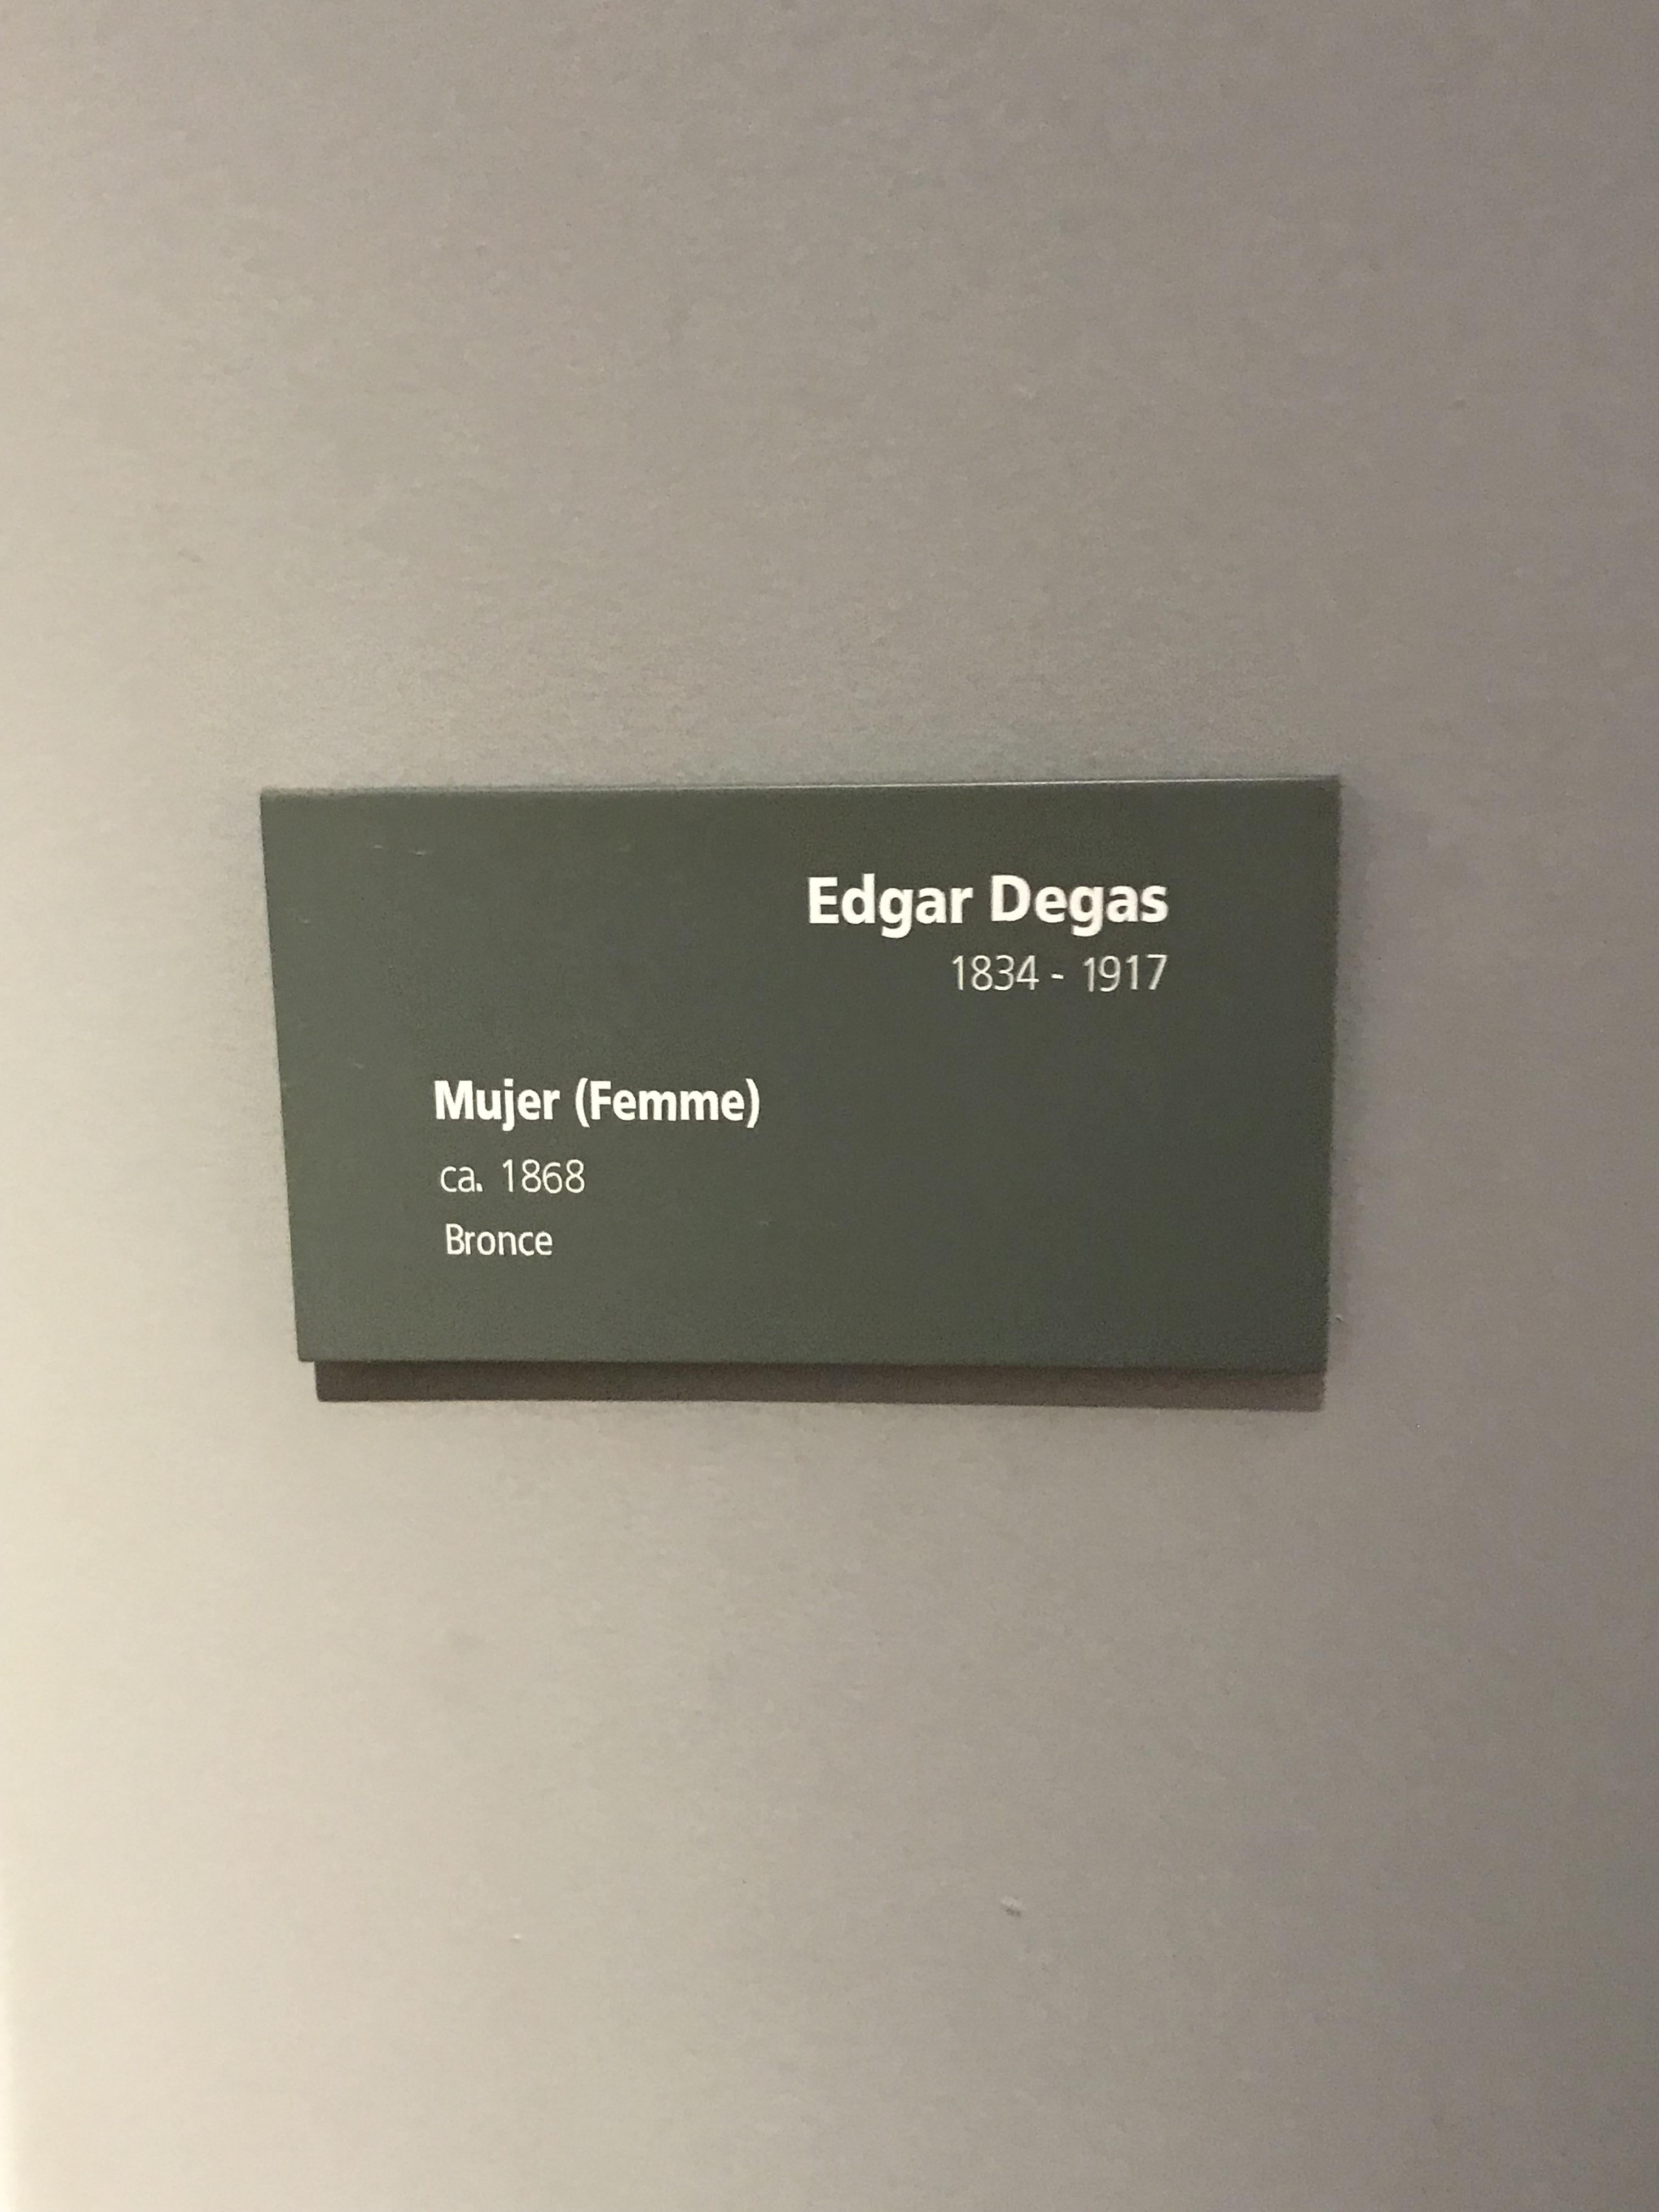 Edgar Degas
1834 - 1917
Mujer (Femme)
ca. 1868
Bronce